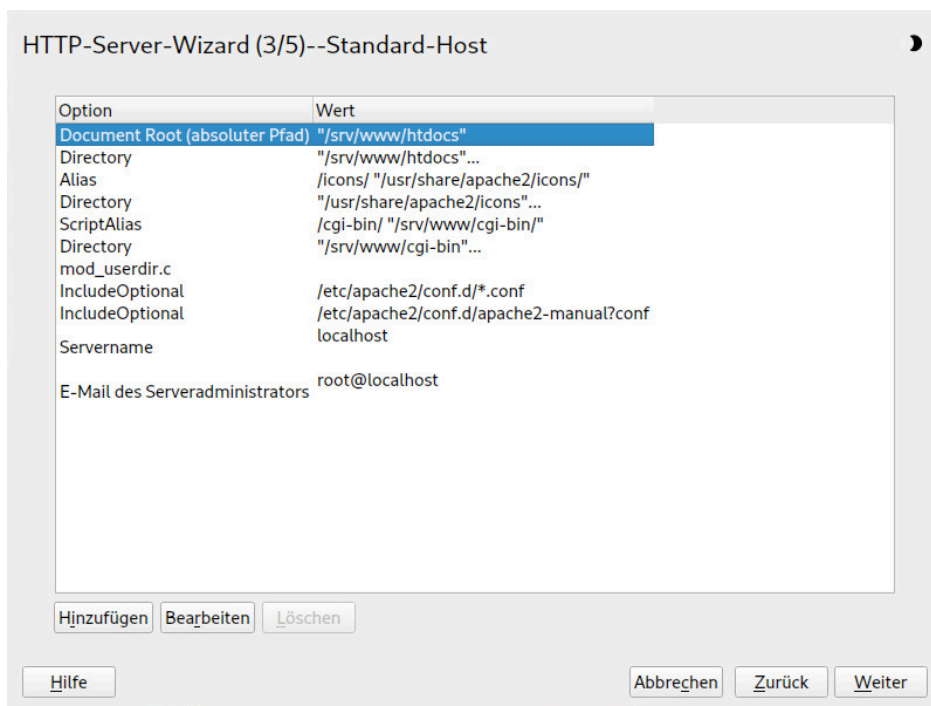 HTTP-Server-Wizard (3/5)--Standard-Host
Option Wert
Document Root (absoluter Pfad) "/srv/www/htdocs"
Directory "/srv/www/htdocs"...
Alias /icons/ "/usr/share/apache2/icons/"
Directory "/usr/share/apache2/icons"...
ScriptAlias /cgi-bin/ "/srv/www/cgi-bin/"
Directory "/srv/www/cgi-bin"...
mod_userdir.c
IncludeOptional /etc/apache2/conf.d/*.conf
IncludeOptional /etc/apache2/conf.d/apache2-manual?conf
Servername localhost
E-Mail des Serveradministrators root@localhost
Hinzufügen Bearbeiten Löschen
Hilfe Abbrechen Zurück Weiter